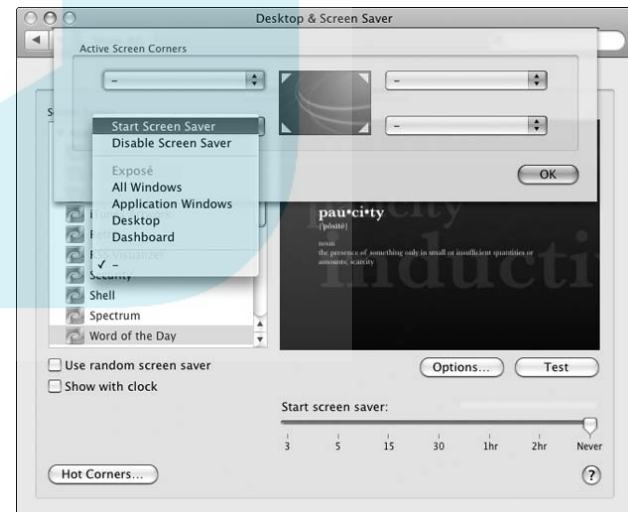 Desktop & Screen Saver
Active Screen Corners
–
–
Start Screen Saver
Disable Screen Saver
–
Exposé
All Windows
Application Windows
Desktop
Dashboard
✓ –
OK
Security
Shell
Spectrum
Word of the Day
pau•ci•ty
noun
the presence of something only in small or insufficient quantities or
amounts; scarcity
inducti
Use random screen saver
Show with clock
Options...
Test
Start screen saver:
3 5 15 30 1hr 2hr Never
Hot Corners...
?